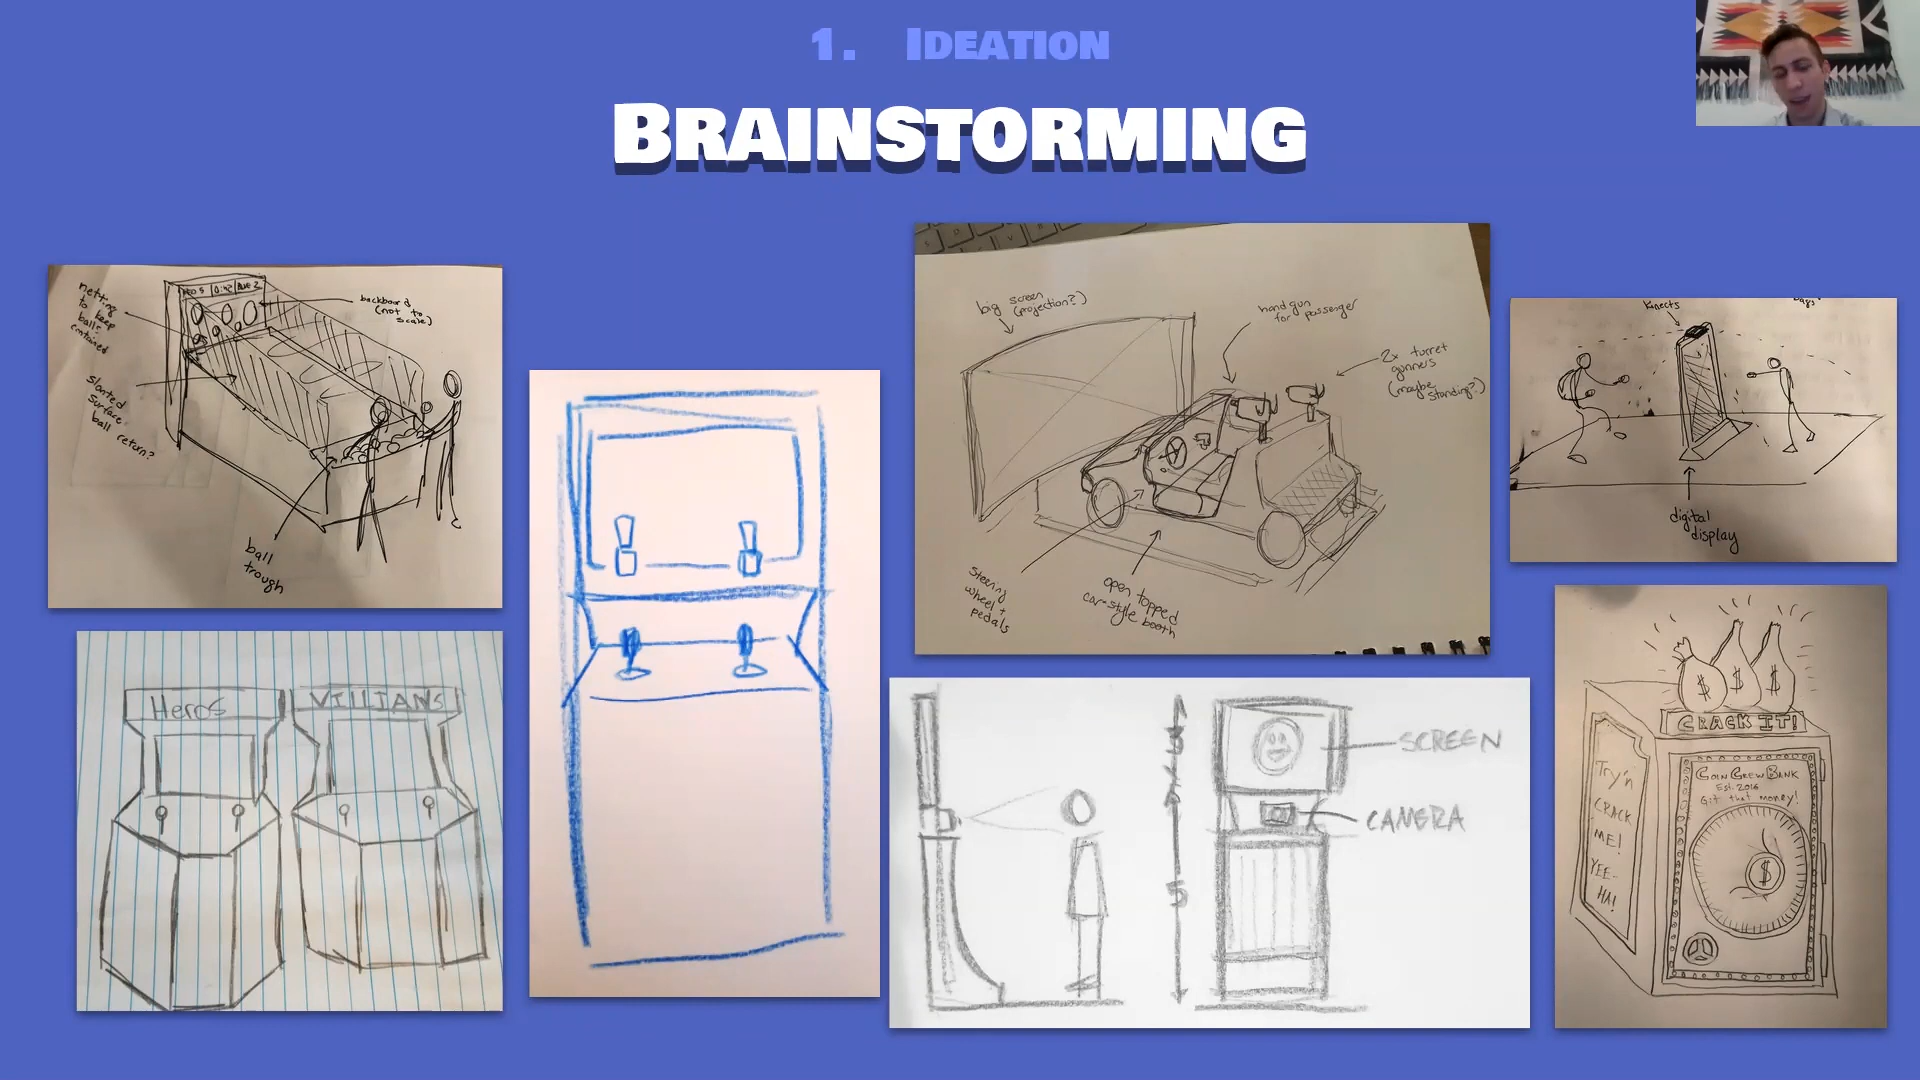 1. IDEATION
BRAINSTORMING
netting
to keep
balls
contained
backboard
(not to
scale)
slanted
surface
ball return?
ball
trough
big screen
(projection?)
hand gun
for passenger
2x turret
gunners
(maybe
standing?)
steering
wheel +
pedals
open topped
car-style booth
Kinects
digital
display
Heros
VILLIANS
SCREEN
CAMERA
$ $ $
CRACK IT!
COIN CREW BANK
Est. 2016
Git that money!
$
Try'n
CRACK
ME!
YEE-
HA!